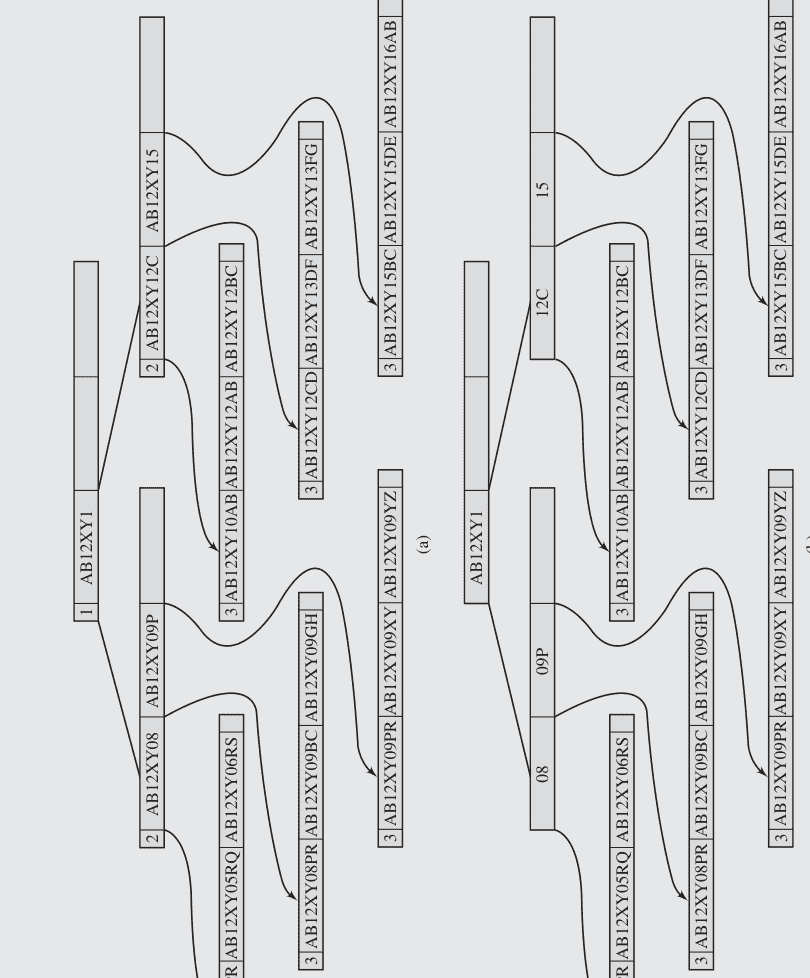 1 AB12XY1
2 AB12XY08 AB12XY09P 2 AB12XY12C AB12XY15
PR AB12XY05RQ AB12XY06RS 3 AB12XY10AB AB12XY12AB AB12XY12BC
3 AB12XY08PR AB12XY09BC AB12XY09GH 3 AB12XY12CD AB12XY13DF AB12XY13FG
3 AB12XY09PR AB12XY09XY AB12XY09YZ 3 AB12XY15BC AB12XY15DE AB12XY16AB
(a)
AB12XY1
08 09P 12C 15
PR AB12XY05RQ AB12XY06RS 3 AB12XY10AB AB12XY12AB AB12XY12BC
3 AB12XY08PR AB12XY09BC AB12XY09GH 3 AB12XY12CD AB12XY13DF AB12XY13FG
3 AB12XY09PR AB12XY09XY AB12XY09YZ 3 AB12XY15BC AB12XY15DE AB12XY16AB